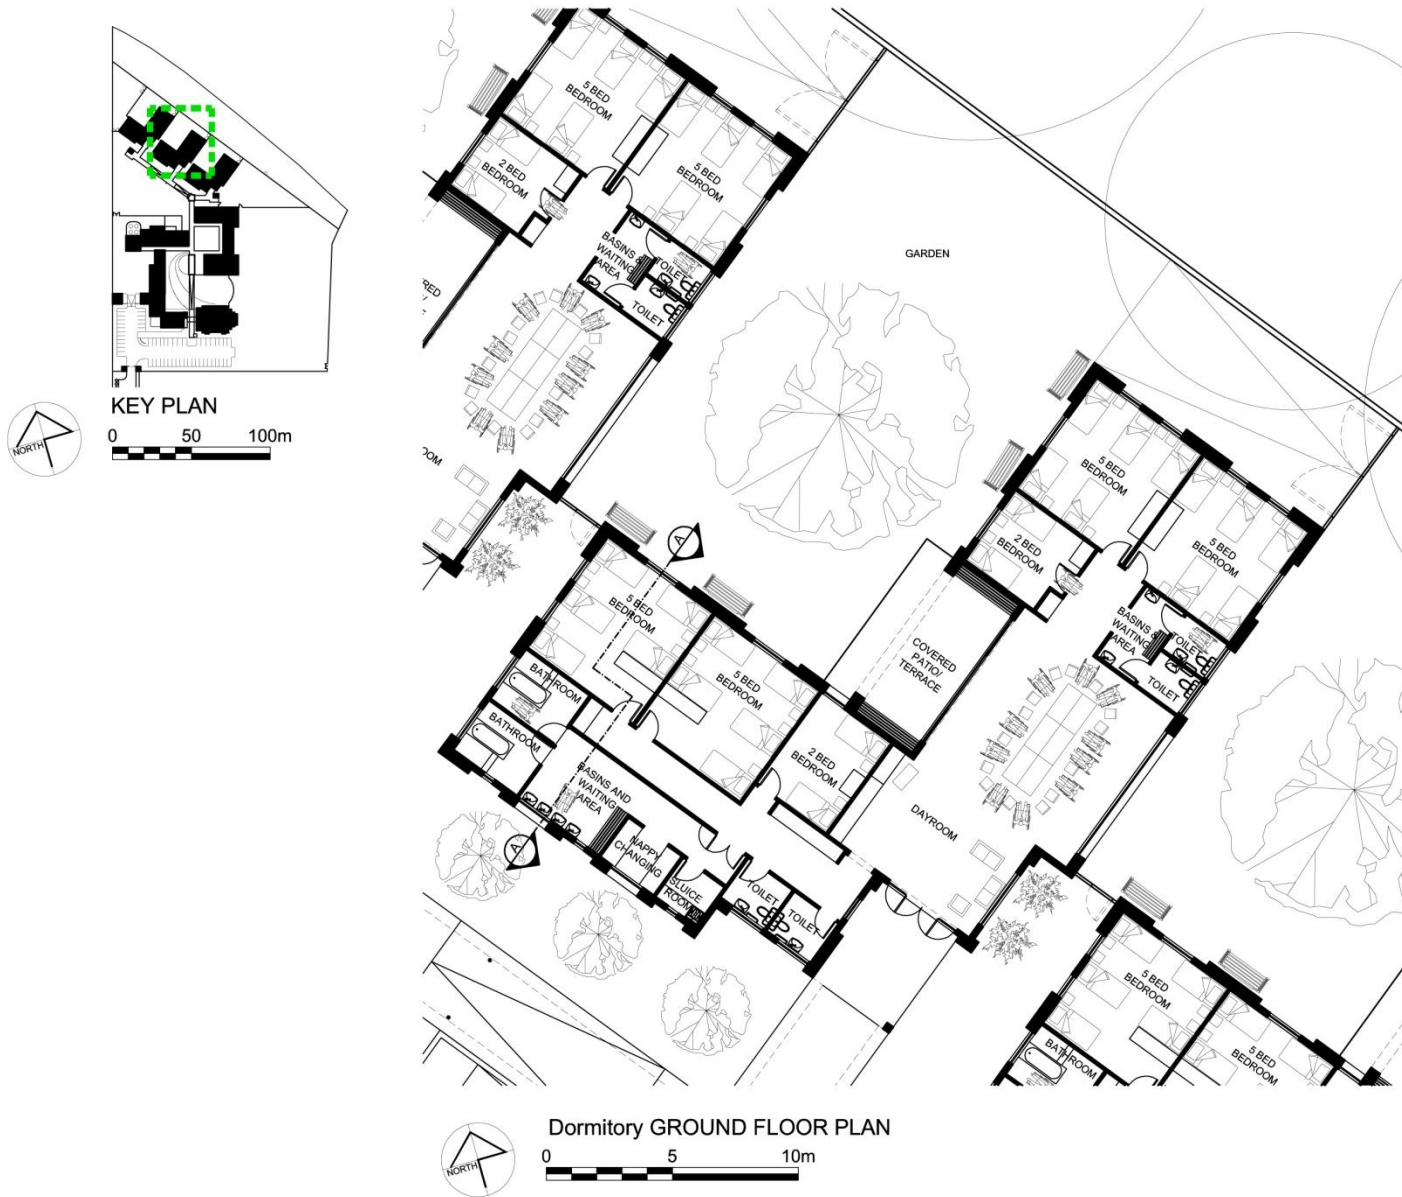 KEY PLAN
0 50 100m
NORTH
5 BED
BEDROOM
5 BED
BEDROOM
2 BED
BEDROOM
BASINS &
WAITING
AREA
TOILET
TOILET
GARDEN
5 BED
BEDROOM
5 BED
BEDROOM
2 BED
BEDROOM
BASINS &
WAITING
AREA
TOILET
TOILET
COVERED
PATIO/
TERRACE
DAYROOM
A
5 BED
BEDROOM
5 BED
BEDROOM
2 BED
BEDROOM
BATHROOM
BATHROOM
BASINS AND
WAITING
AREA
NAPPY
CHANGING
SLUICE
ROOM
TOILET
TOILET
A
5 BED
BEDROOM
5 BED
BEDROOM
BATHROOM
Dormitory GROUND FLOOR PLAN
0 5 10m
NORTH